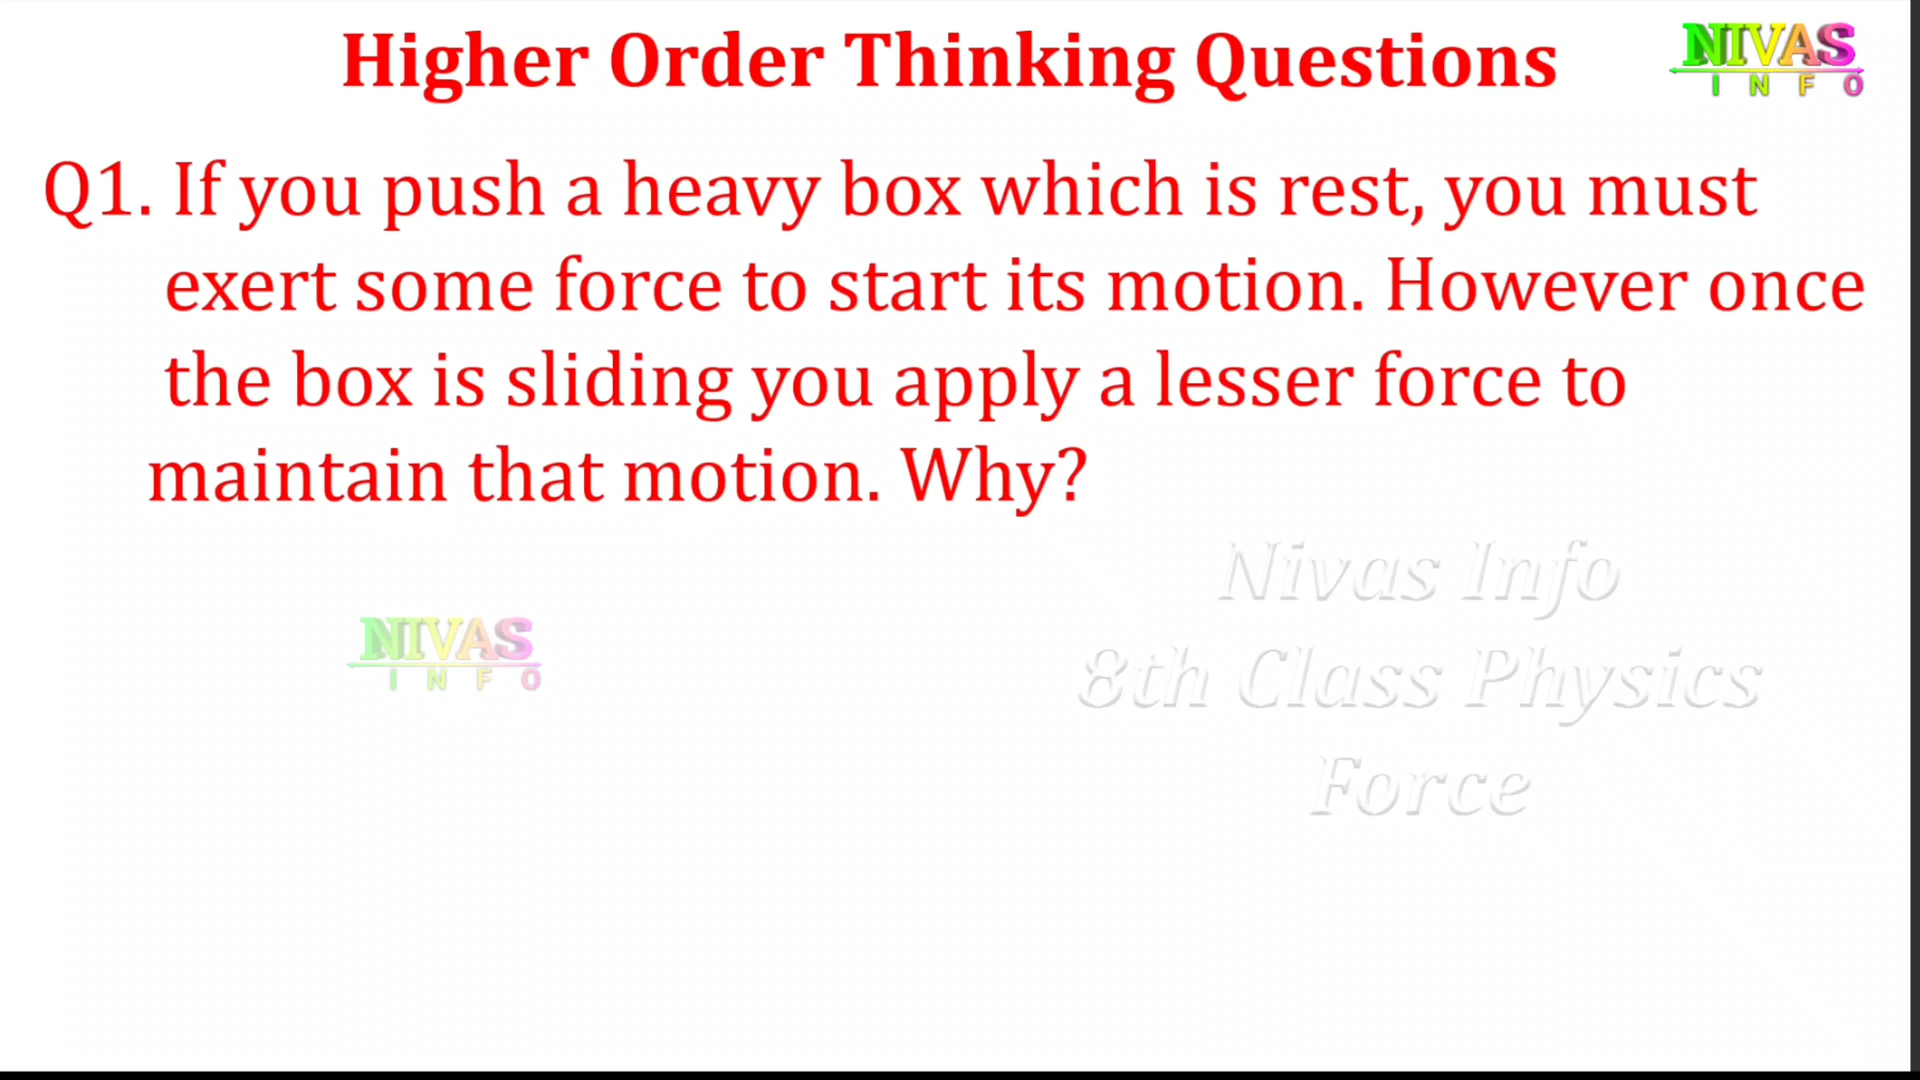 Higher Order Thinking Questions
NIVAS
INFO
Q1. If you push a heavy box which is rest, you must
exert some force to start its motion. However once
the box is sliding you apply a lesser force to
maintain that motion. Why?
Nivas Info
8th Class Physics
Force
NIVAS
INFO